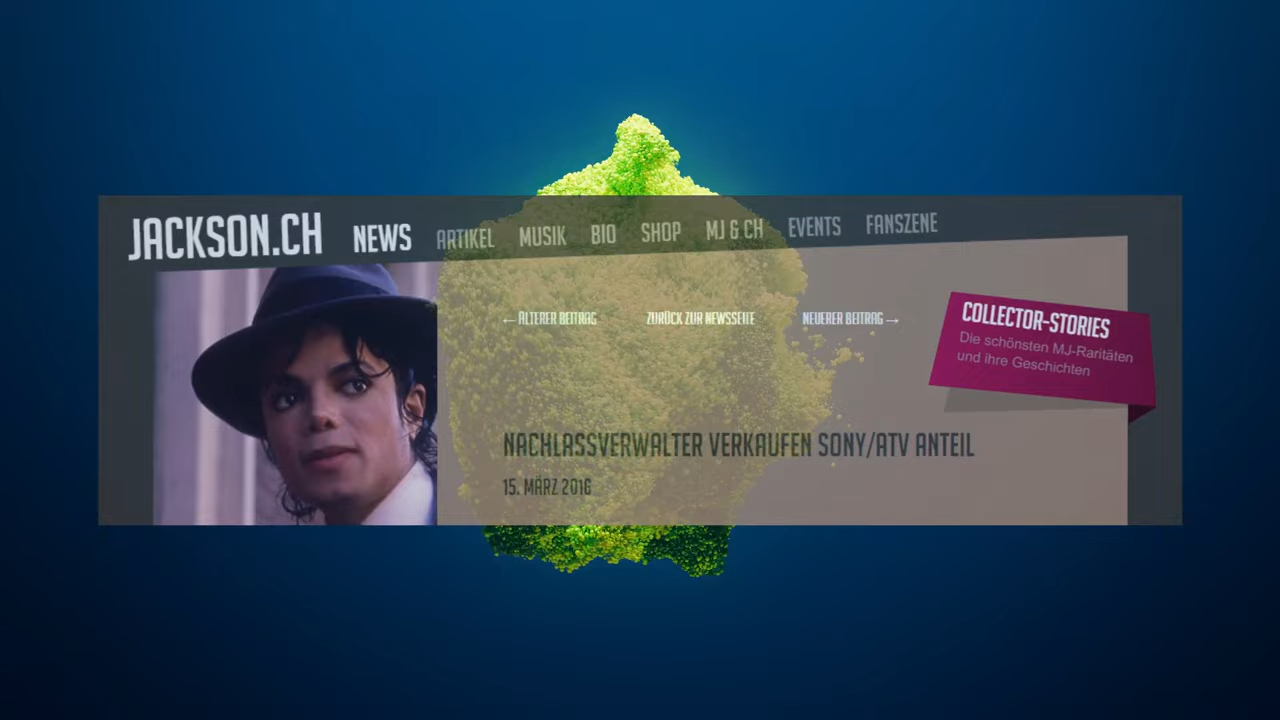 JACKSON.CH NEWS ARTIKEL MUSIK BIO SHOP MJ & CH EVENTS FANSZENE
← ÄLTERER BEITRAG ZURÜCK ZUR NEWSSEITE NEUERER BEITRAG →
COLLECTOR-STORIES
Die schönsten MJ-Raritäten
und ihre Geschichten
NACHLASSVERWALTER VERKAUFEN SONY/ATV ANTEIL
15. MÄRZ 2016